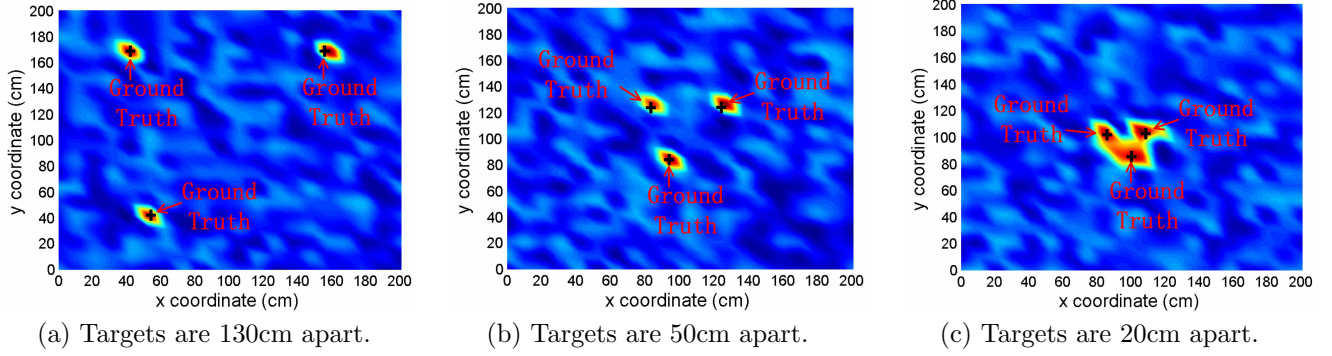 200
180
160
140
120
100
80
60
40
20
0
y coordinate (cm)
Ground
Truth
Ground
Truth
Ground
Truth
0 20 40 60 80 100 120 140 160 180 200
x coordinate (cm)
(a) Targets are 130cm apart.
200
180
160
140
120
100
80
60
40
20
0
y coordinate (cm)
Ground
Truth
Ground
Truth
Ground
Truth
0 20 40 60 80 100 120 140 160 180 200
x coordinate (cm)
(b) Targets are 50cm apart.
200
180
160
140
120
100
80
60
40
20
0
y coordinate (cm)
Ground
Truth
Ground
Truth
Ground
Truth
0 20 40 60 80 100 120 140 160 180 200
x coordinate (cm)
(c) Targets are 20cm apart.